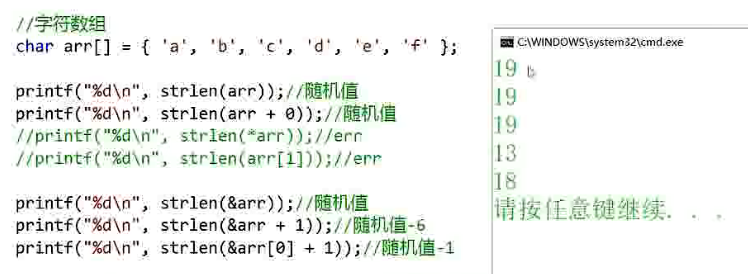 //字符数组
char arr[] = { 'a', 'b', 'c', 'd', 'e', 'f' };
printf("%d\n", strlen(arr));//随机值
printf("%d\n", strlen(arr + 0));//随机值
//printf("%d\n", strlen(*arr));//err
//printf("%d\n", strlen(arr[1]));//err
printf("%d\n", strlen(&arr));//随机值
printf("%d\n", strlen(&arr + 1));//随机值-6
printf("%d\n", strlen(&arr[0] + 1));//随机值-1
C:\WINDOWS\system32\cmd.exe
19
19
19
13
18
请按任意键继续. . .